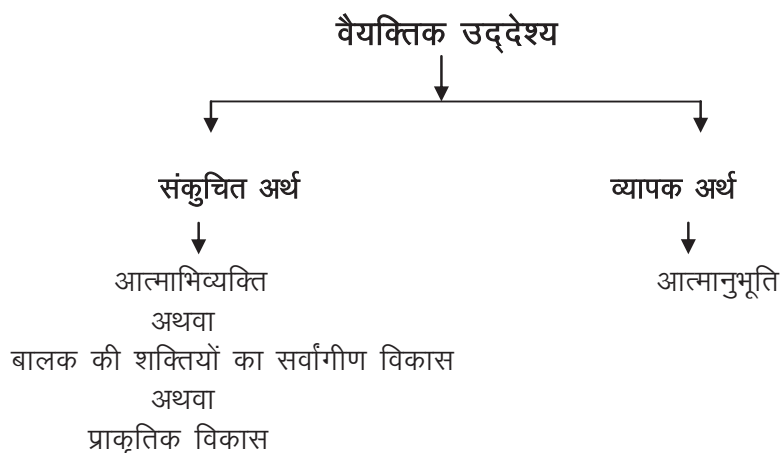 वैयक्तिक उद्देश्य
संकुचित अर्थ व्यापक अर्थ
आत्माभिव्यक्ति आत्मानुभूति
अथवा
बालक की शक्तियों का सर्वांगीण विकास
अथवा
प्राकृतिक विकास